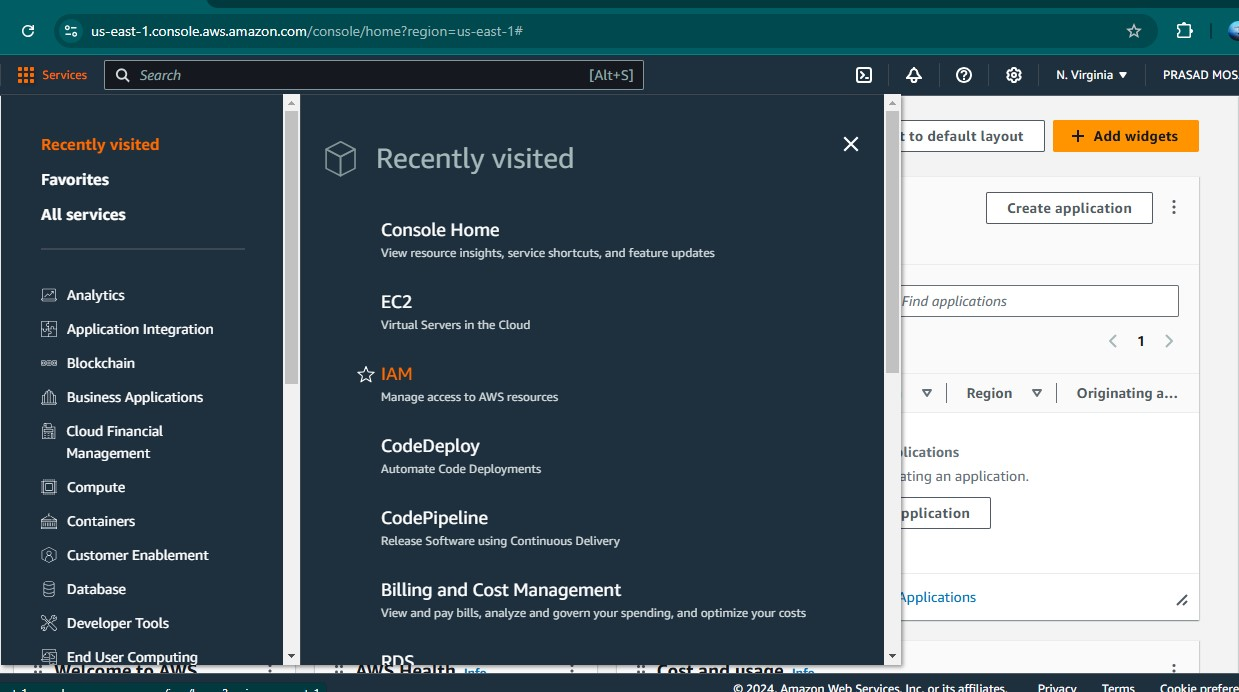 us-east-1.console.aws.amazon.com/console/home?region=us-east-1#
Services
Search
[Alt+S]
N. Virginia
PRASAD MOS
Recently visited
Favorites
All services
Analytics
Application Integration
Blockchain
Business Applications
Cloud Financial
Management
Compute
Containers
Customer Enablement
Database
Developer Tools
End User Computing
Recently visited
Console Home
View resource insights, service shortcuts, and feature updates
EC2
Virtual Servers in the Cloud
IAM
Manage access to AWS resources
CodeDeploy
Automate Code Deployments
CodePipeline
Release Software using Continuous Delivery
Billing and Cost Management
View and pay bills, analyze and govern your spending, and optimize your costs
RDS
t to default layout
+ Add widgets
Create application
Find applications
1
Region
Originating a...
plications
ating an application.
pplication
Applications
Welcome to AWS
AWS Health Info
Cost and usage Info
© 2024, Amazon Web Services, Inc. or its affiliates.
Privacy
Terms
Cookie prefere